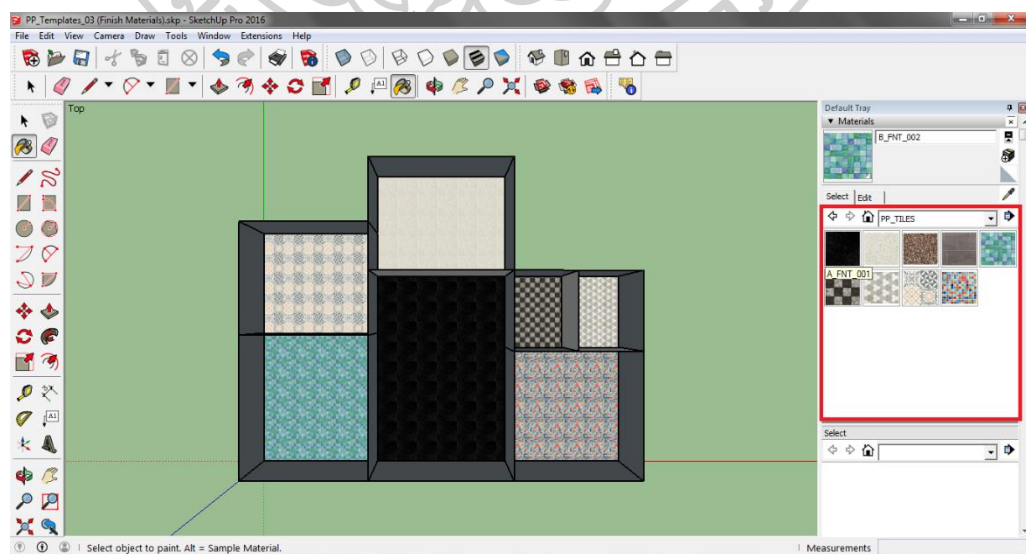 PP_Templates_03 (Finish Materials).skp - SketchUp Pro 2016
File Edit View Camera Draw Tools Window Extensions Help
Top
Default Tray
Materials
B_FNT_002
Select Edit
PP_TILES
A_FNT_001
Select
Select object to paint. Alt = Sample Material.
Measurements